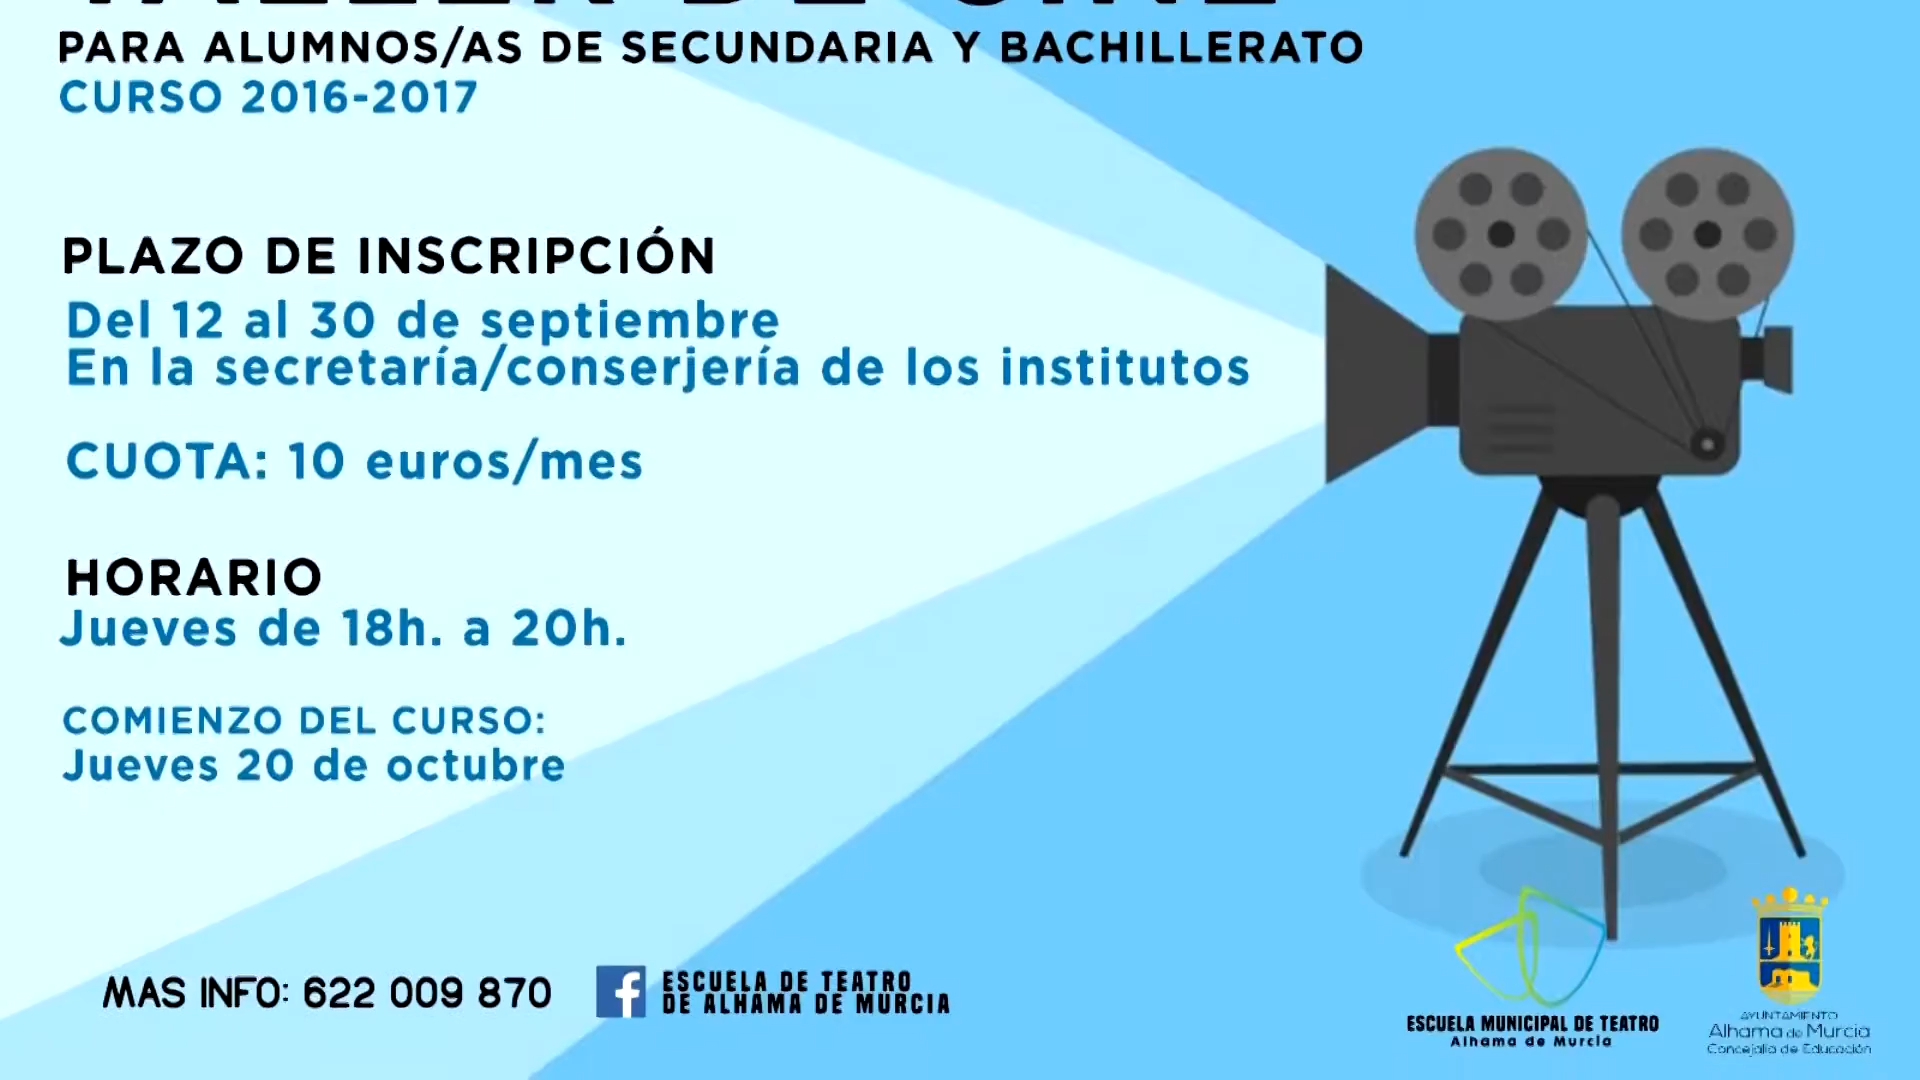 TALLER DE CINE
PARA ALUMNOS/AS DE SECUNDARIA Y BACHILLERATO
CURSO 2016-2017
PLAZO DE INSCRIPCIÓN
Del 12 al 30 de septiembre
En la secretaría/conserjería de los institutos
CUOTA: 10 euros/mes
HORARIO
Jueves de 18h. a 20h.
COMIENZO DEL CURSO:
Jueves 20 de octubre
MAS INFO: 622 009 870
ESCUELA DE TEATRO
DE ALHAMA DE MURCIA
ESCUELA MUNICIPAL DE TEATRO
Alhama de Murcia
AYUNTAMIENTO
Alhama de Murcia
Concejalía de Educación